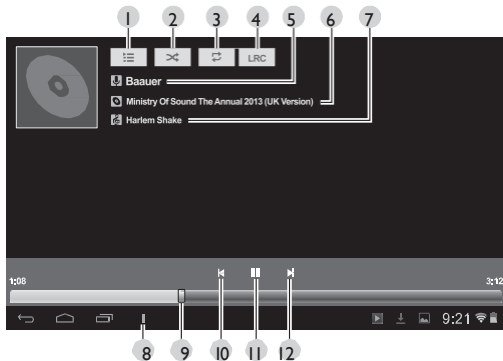 1 2 3 4 5 6 7
LRC
Baauer
Ministry Of Sound The Annual 2013 (UK Version)
Harlem Shake
1:08 3:12
9:21
8 9 10 11 12